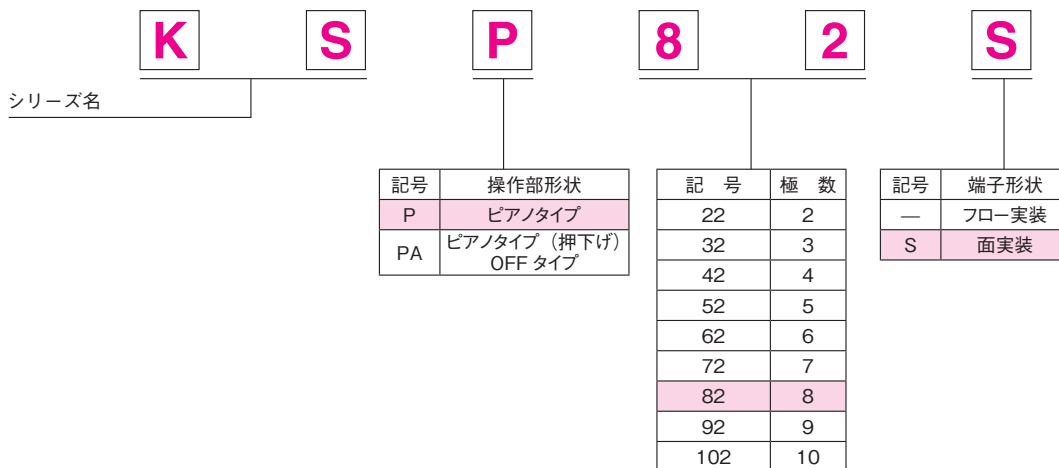 K S P 8 2 S
シリーズ名
記号 操作部形状
P ピアノタイプ
PA ピアノタイプ（押下げ）
OFF タイプ
記 号 極 数
22 2
32 3
42 4
52 5
62 6
72 7
82 8
92 9
102 10
記号 端子形状
— フロー実装
S 面実装